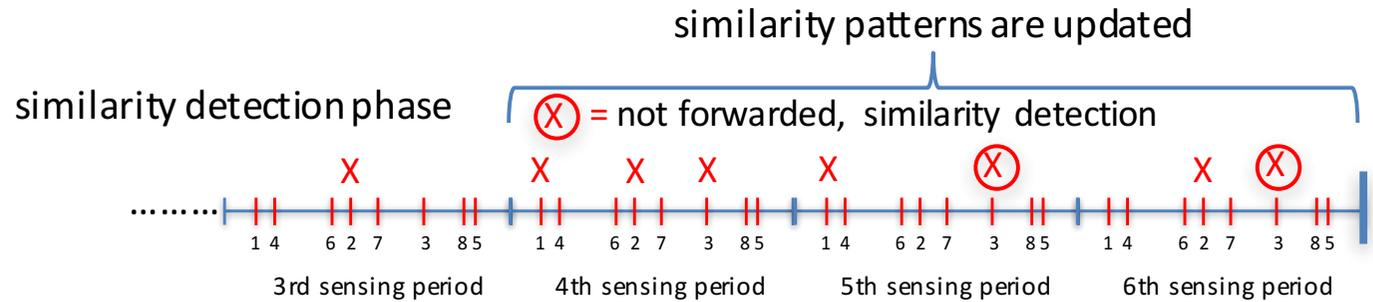 similarity patterns are updated
similarity detection phase
X = not forwarded, similarity detection
X X X X X X X X
.........
1 4 6 2 7 3 8 5 1 4 6 2 7 3 8 5 1 4 6 2 7 3 8 5 1 4 6 2 7 3 8 5
3rd sensing period 4th sensing period 5th sensing period 6th sensing period